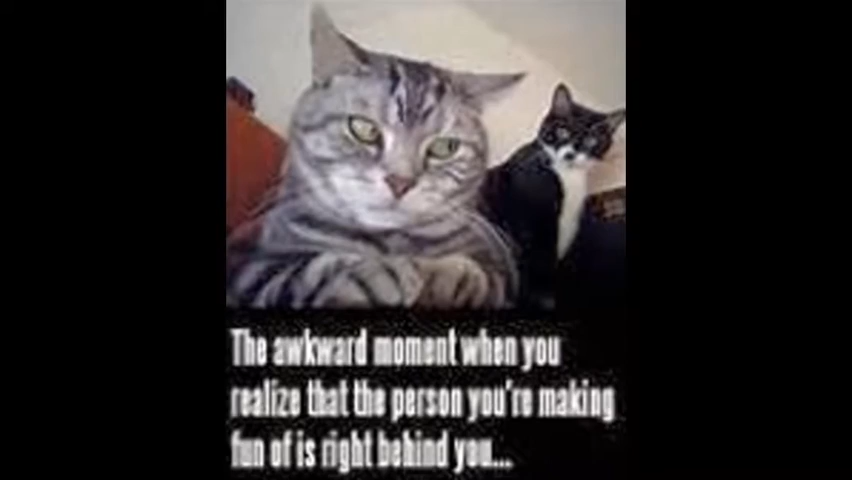 The awkward moment when you
realize that the person you're making
fun of is right behind you...